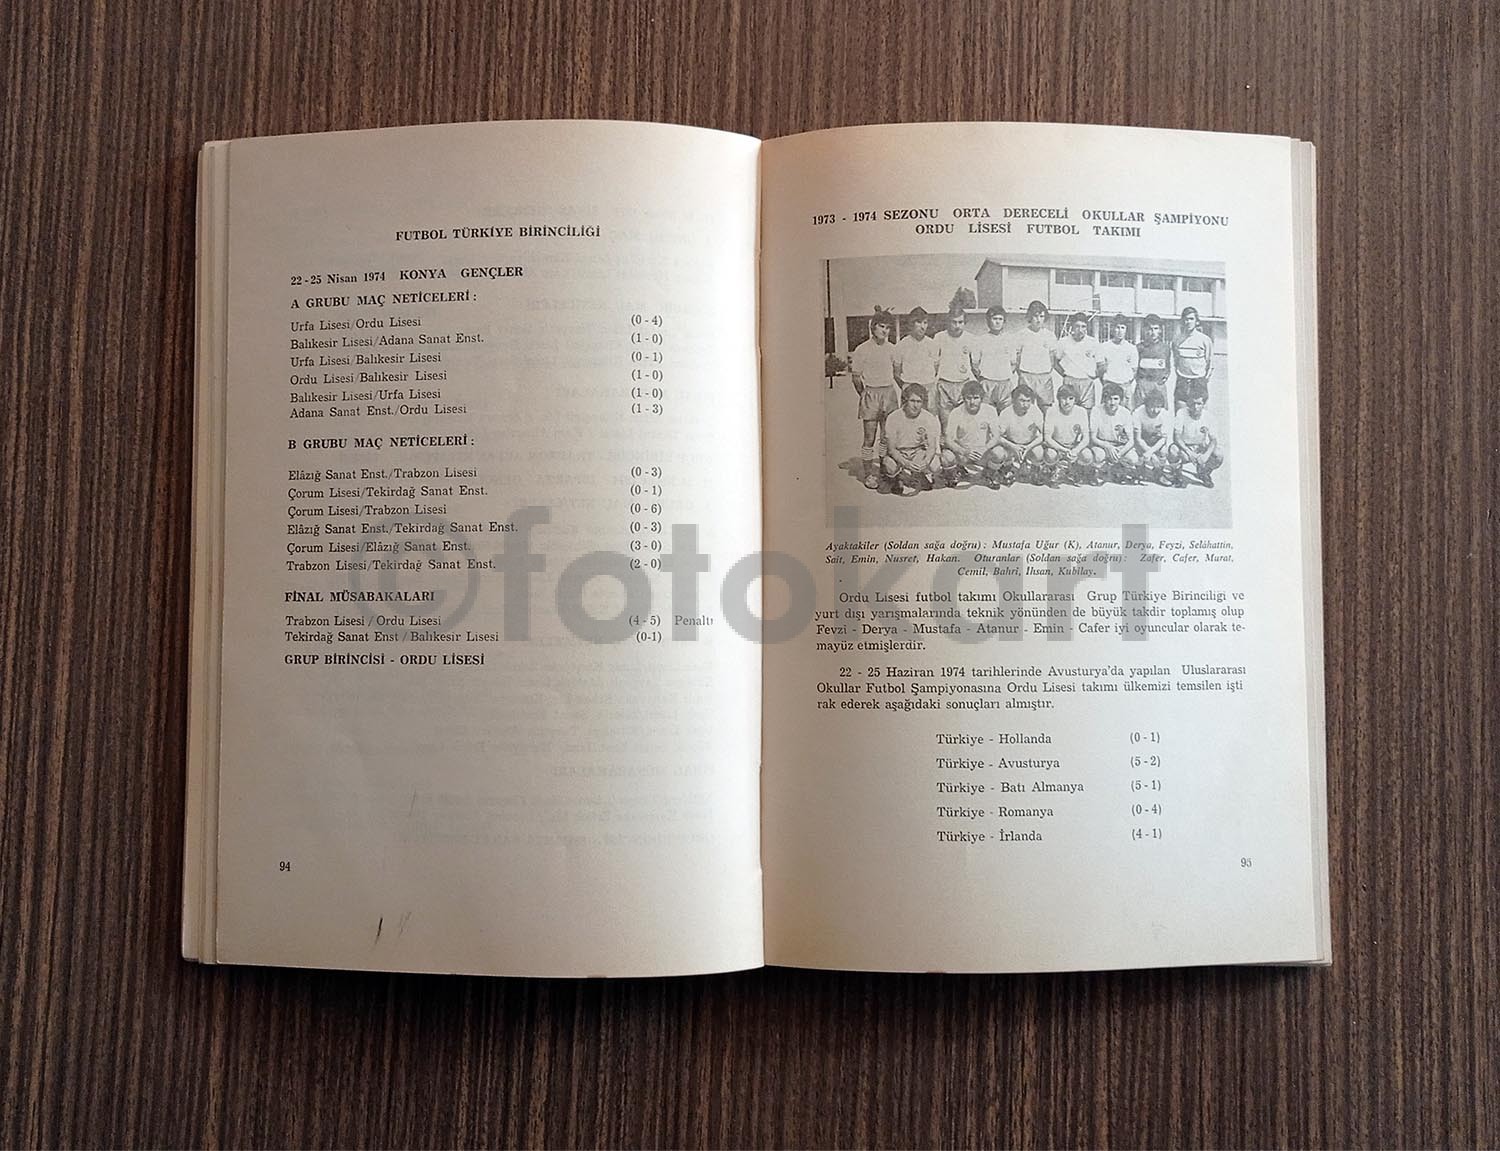 FUTBOL TÜRKİYE BİRİNCİLİĞİ
22-25 Nisan 1974 KONYA GENÇLER
A GRUBU MAÇ NETİCELERİ :
Urfa Lisesi/Ordu Lisesi (0-4)
Balıkesir Lisesi/Adana Sanat Enst. (1-0)
Urfa Lisesi/Balıkesir Lisesi (0-1)
Ordu Lisesi/Balıkesir Lisesi (1-0)
Balıkesir Lisesi/Urfa Lisesi (1-0)
Adana Sanat Enst./Ordu Lisesi (1-3)
B GRUBU MAÇ NETİCELERİ :
Elâzığ Sanat Enst./Trabzon Lisesi (0-3)
Çorum Lisesi/Tekirdağ Sanat Enst. (0-1)
Çorum Lisesi/Trabzon Lisesi (0-6)
Elâzığ Sanat Enst./Tekirdağ Sanat Enst. (0-3)
Çorum Lisesi/Elâzığ Sanat Enst. (3-0)
Trabzon Lisesi/Tekirdağ Sanat Enst. (2-0)
FİNAL MÜSABAKALARI
Trabzon Lisesi / Ordu Lisesi (4-5) Penaltı
Tekirdağ Sanat Enst / Balıkesir Lisesi (0-1)
GRUP BİRİNCİSİ - ORDU LİSESİ
94
1973 - 1974 SEZONU ORTA DERECELİ OKULLAR ŞAMPİYONU
ORDU LİSESİ FUTBOL TAKIMI
Ayaktakiler (Soldan sağa doğru) : Mustafa Uğur (K), Atanur, Derya, Feyzi, Selâhattin,
Sait, Emin, Nusret, Hakan. Oturanlar (Soldan sağa doğru) : Zafer, Cafer, Murat,
Cemil, Bahri, İhsan, Kubilay.
Ordu Lisesi futbol takımı Okullararası Grup Türkiye Birinciliği ve
yurt dışı yarışmalarında teknik yönünden de büyük takdir toplamış olup
Fevzi - Derya - Mustafa - Atanur - Emin - Cafer iyi oyuncular olarak te-
mayüz etmişlerdir.
22 - 25 Haziran 1974 tarihlerinde Avusturya'da yapılan Uluslararası
Okullar Futbol Şampiyonasına Ordu Lisesi takımı ülkemizi temsilen işti
rak ederek aşağıdaki sonuçları almıştır.
Türkiye - Hollanda (0-1)
Türkiye - Avusturya (5-2)
Türkiye - Batı Almanya (5-1)
Türkiye - Romanya (0-4)
Türkiye - İrlanda (4-1)
95
©fotokart